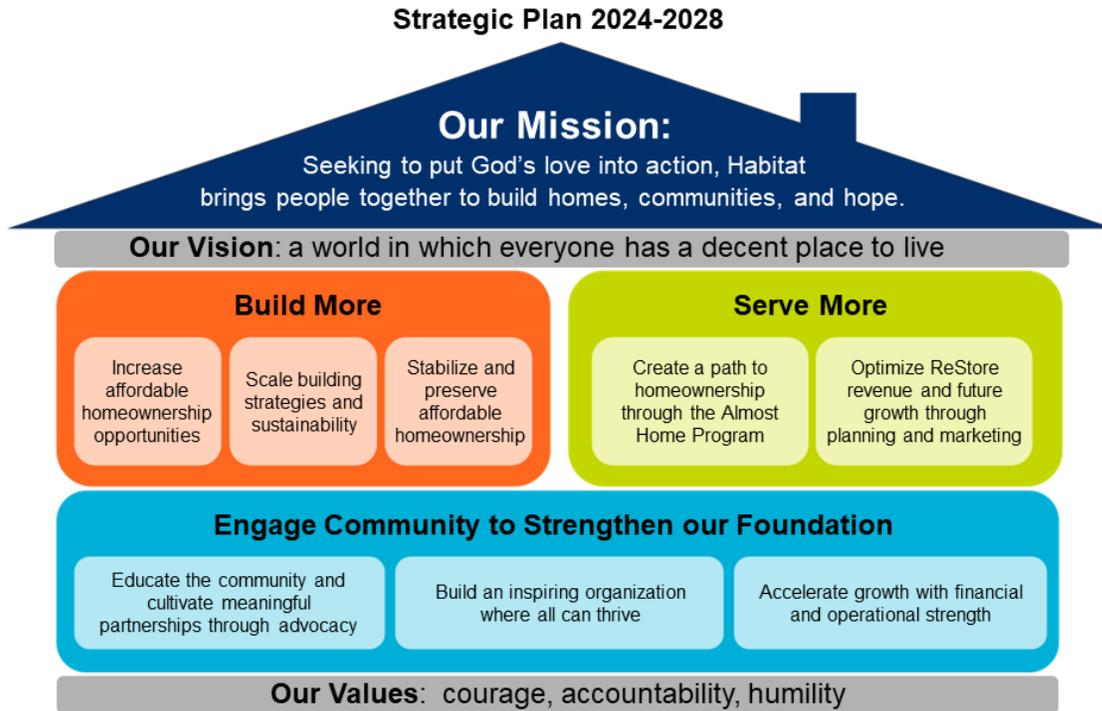 Strategic Plan 2024-2028
Our Mission:
Seeking to put God's love into action, Habitat
brings people together to build homes, communities, and hope.
Our Vision: a world in which everyone has a decent place to live
Build More
Increase
affordable
homeownership
opportunities
Scale building
strategies and
sustainability
Stabilize and
preserve
affordable
homeownership
Serve More
Create a path to
homeownership
through the Almost
Home Program
Optimize ReStore
revenue and future
growth through
planning and marketing
Engage Community to Strengthen our Foundation
Educate the community and
cultivate meaningful
partnerships through advocacy
Build an inspiring organization
where all can thrive
Accelerate growth with financial
and operational strength
Our Values: courage, accountability, humility